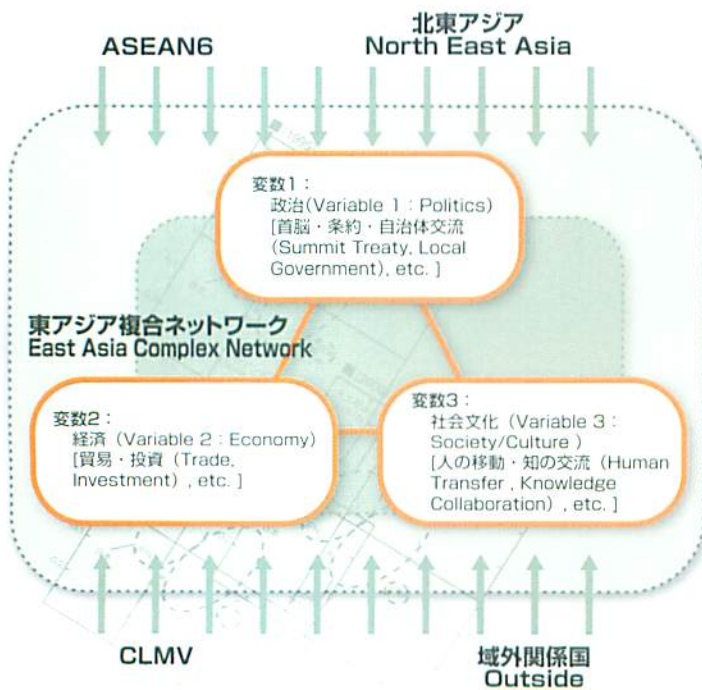 ASEAN6
北東アジア
North East Asia
変数1：
政治(Variable 1：Politics)
[首脳・条約・自治体交流
(Summit Treaty, Local
Government), etc. ]
東アジア複合ネットワーク
East Asia Complex Network
変数2：
経済（Variable 2：Economy)
[貿易・投資（Trade,
Investment）, etc. ]
変数3：
社会文化（Variable 3：
Society/Culture )
[人の移動・知の交流（Human
Transfer , Knowledge
Collaboration）, etc. ]
CLMV
域外関係国
Outside